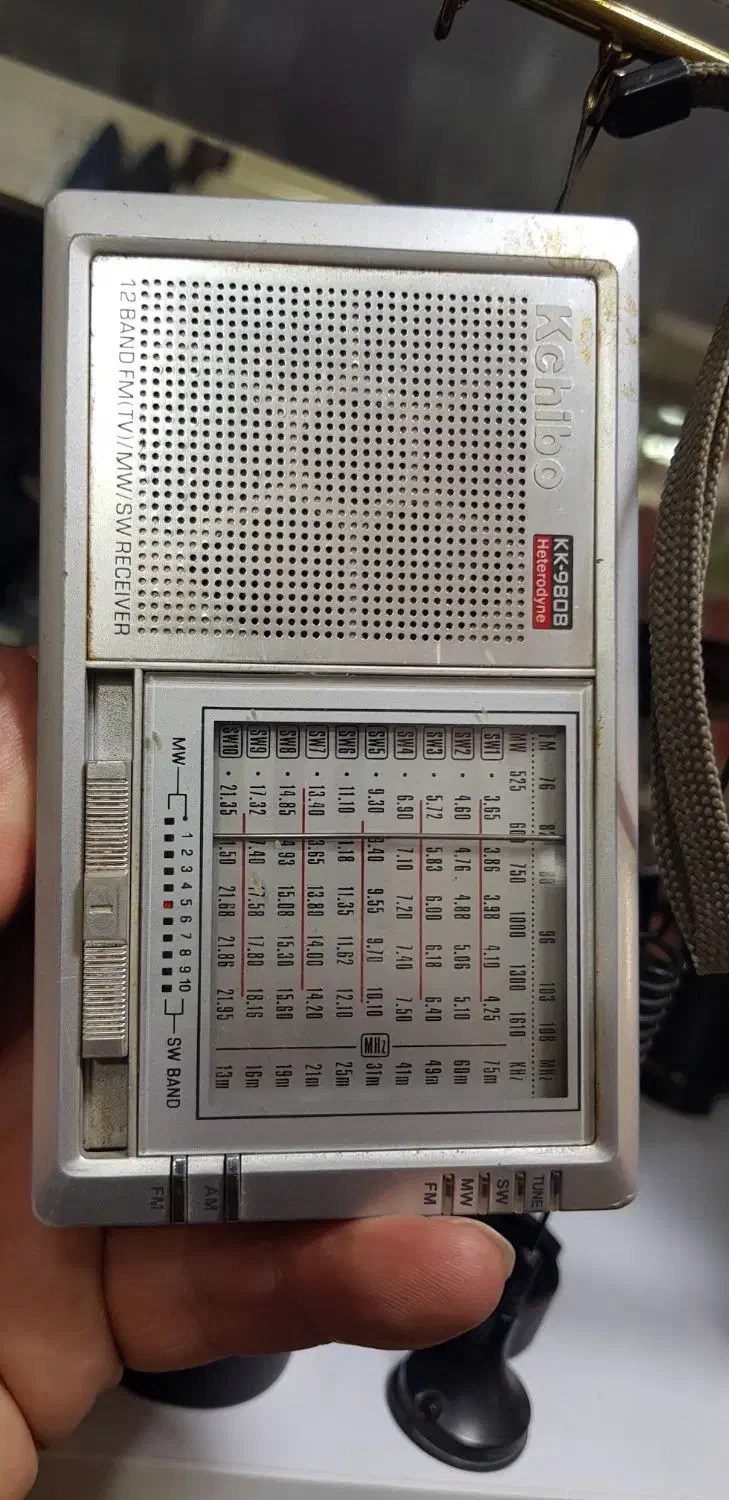 Kchibo
KK-9808
Heterodyne
12 BAND FM(TV)/MW/SW RECEIVER
FM 76 88 96 103 108 MHz
MW 525 600 750 1000 1300 1610 KHz
SW1 • 3.65 3.86 3.98 4.10 4.25 75m
SW2 • 4.60 4.76 4.88 5.06 5.10 60m
SW3 • 5.72 5.83 6.00 6.18 6.40 49m
SW4 • 6.90 7.10 7.20 7.40 7.50 41m
SW5 • 9.30 9.40 9.55 9.70 10.10 MHz 31m
SW6 • 11.10 11.18 11.35 11.62 12.10 25m
SW7 • 13.40 13.65 13.80 14.00 14.20 21m
SW8 • 14.85 14.93 15.08 15.30 15.60 19m
SW9 • 17.32 17.40 17.58 17.80 18.16 16m
SW10 • 21.35 21.50 21.68 21.86 21.95 13m
MW 1 2 3 4 5 6 7 8 9 10 SW BAND
TUNE
SW
MW
FM
AM
FM